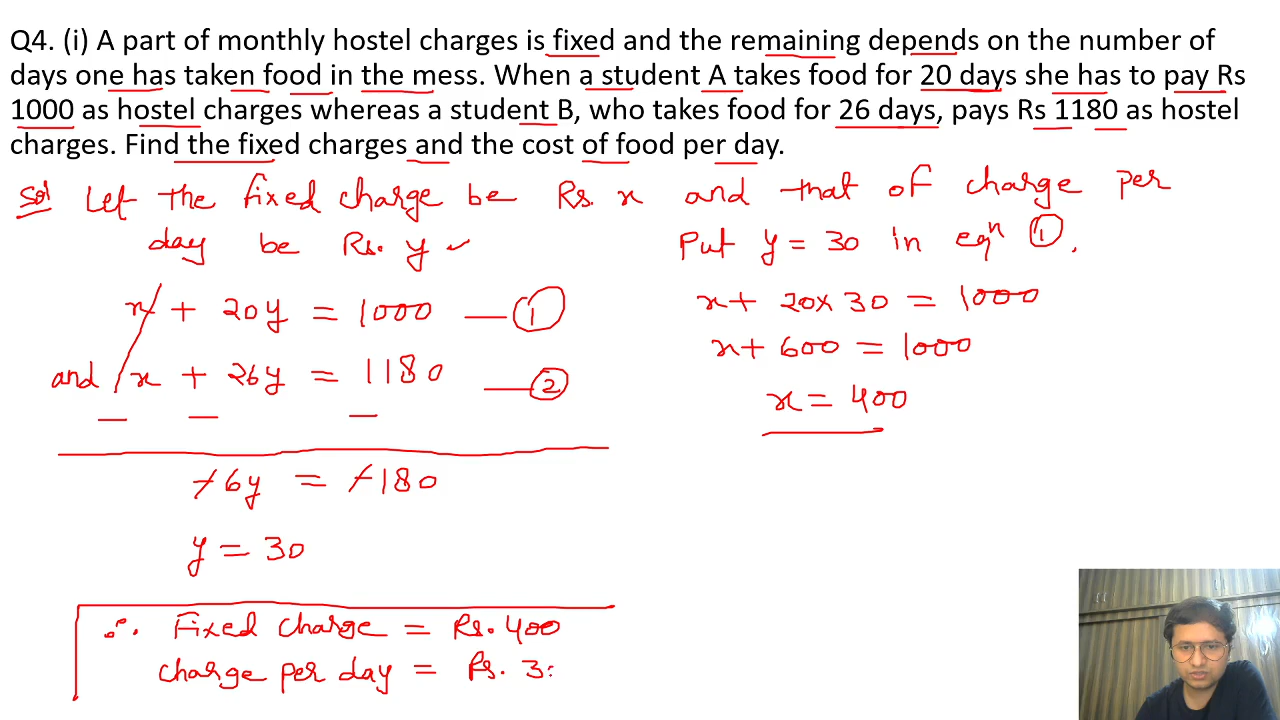 Q4. (i) A part of monthly hostel charges is fixed and the remaining depends on the number of
days one has taken food in the mess. When a student A takes food for 20 days she has to pay Rs
1000 as hostel charges whereas a student B, who takes food for 26 days, pays Rs 1180 as hostel
charges. Find the fixed charges and the cost of food per day.
Sol Let the fixed charge be Rs. x and that of charge per
day be Rs. y
x + 20y = 1000 — ①
and x + 26y = 1180 — ②
— — —
-6y = -180
y = 30
Put y = 30 in eqⁿ ①.
x + 20 × 30 = 1000
x + 600 = 1000
x = 400
∴ Fixed charge = Rs. 400
charge per day = Rs. 3